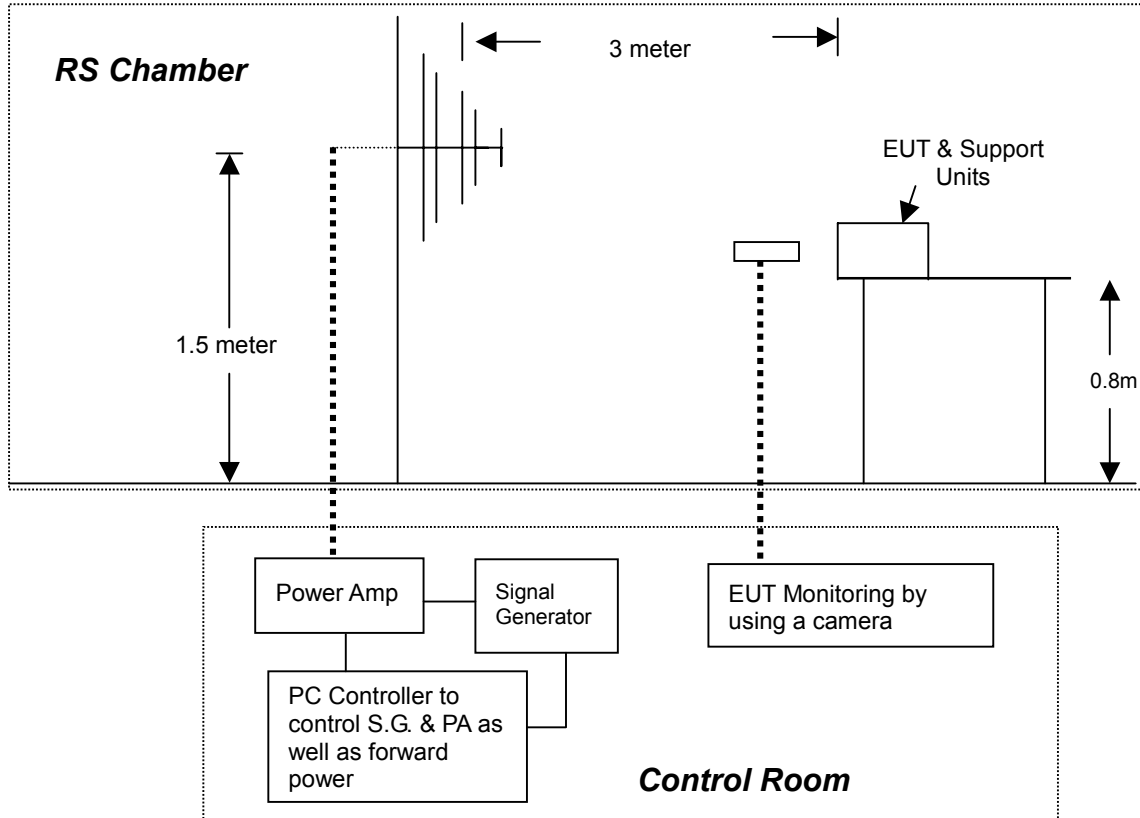 3 meter
RS Chamber
EUT & Support
Units
1.5 meter
0.8m
Power Amp
Signal
Generator
EUT Monitoring by
using a camera
PC Controller to
control S.G. & PA as
well as forward
power
Control Room